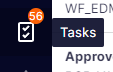 WF_EDM
56
Tasks
Approv